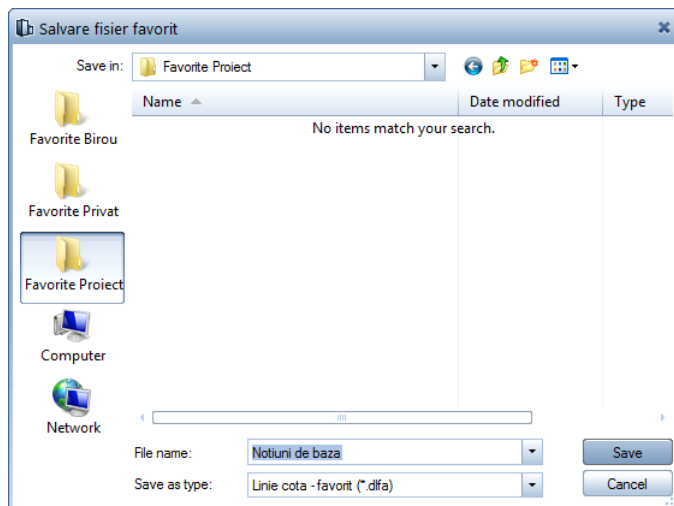 Salvare fisier favorit
Save in: Favorite Proiect
Name Date modified Type
No items match your search.
Favorite Birou
Favorite Privat
Favorite Proiect
Computer
Network
File name: Notiuni de baza Save
Save as type: Linie cota - favorit (*.dlfa) Cancel